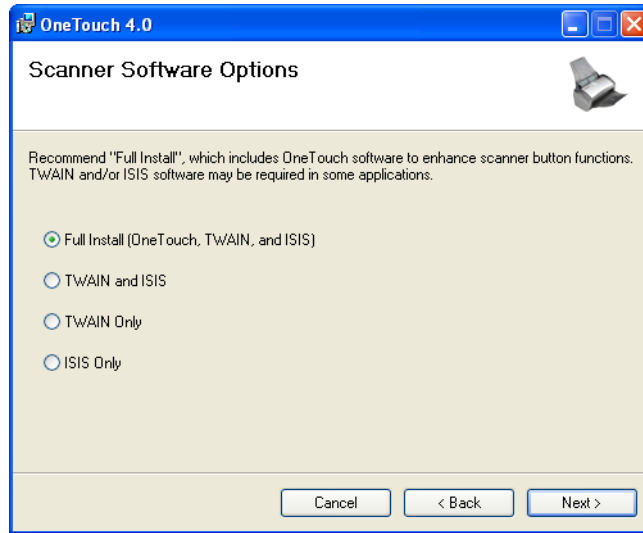 OneTouch 4.0
Scanner Software Options
Recommend "Full Install", which includes OneTouch software to enhance scanner button functions.
TWAIN and/or ISIS software may be required in some applications.
Full Install (OneTouch, TWAIN, and ISIS)
TWAIN and ISIS
TWAIN Only
ISIS Only
Cancel < Back Next >